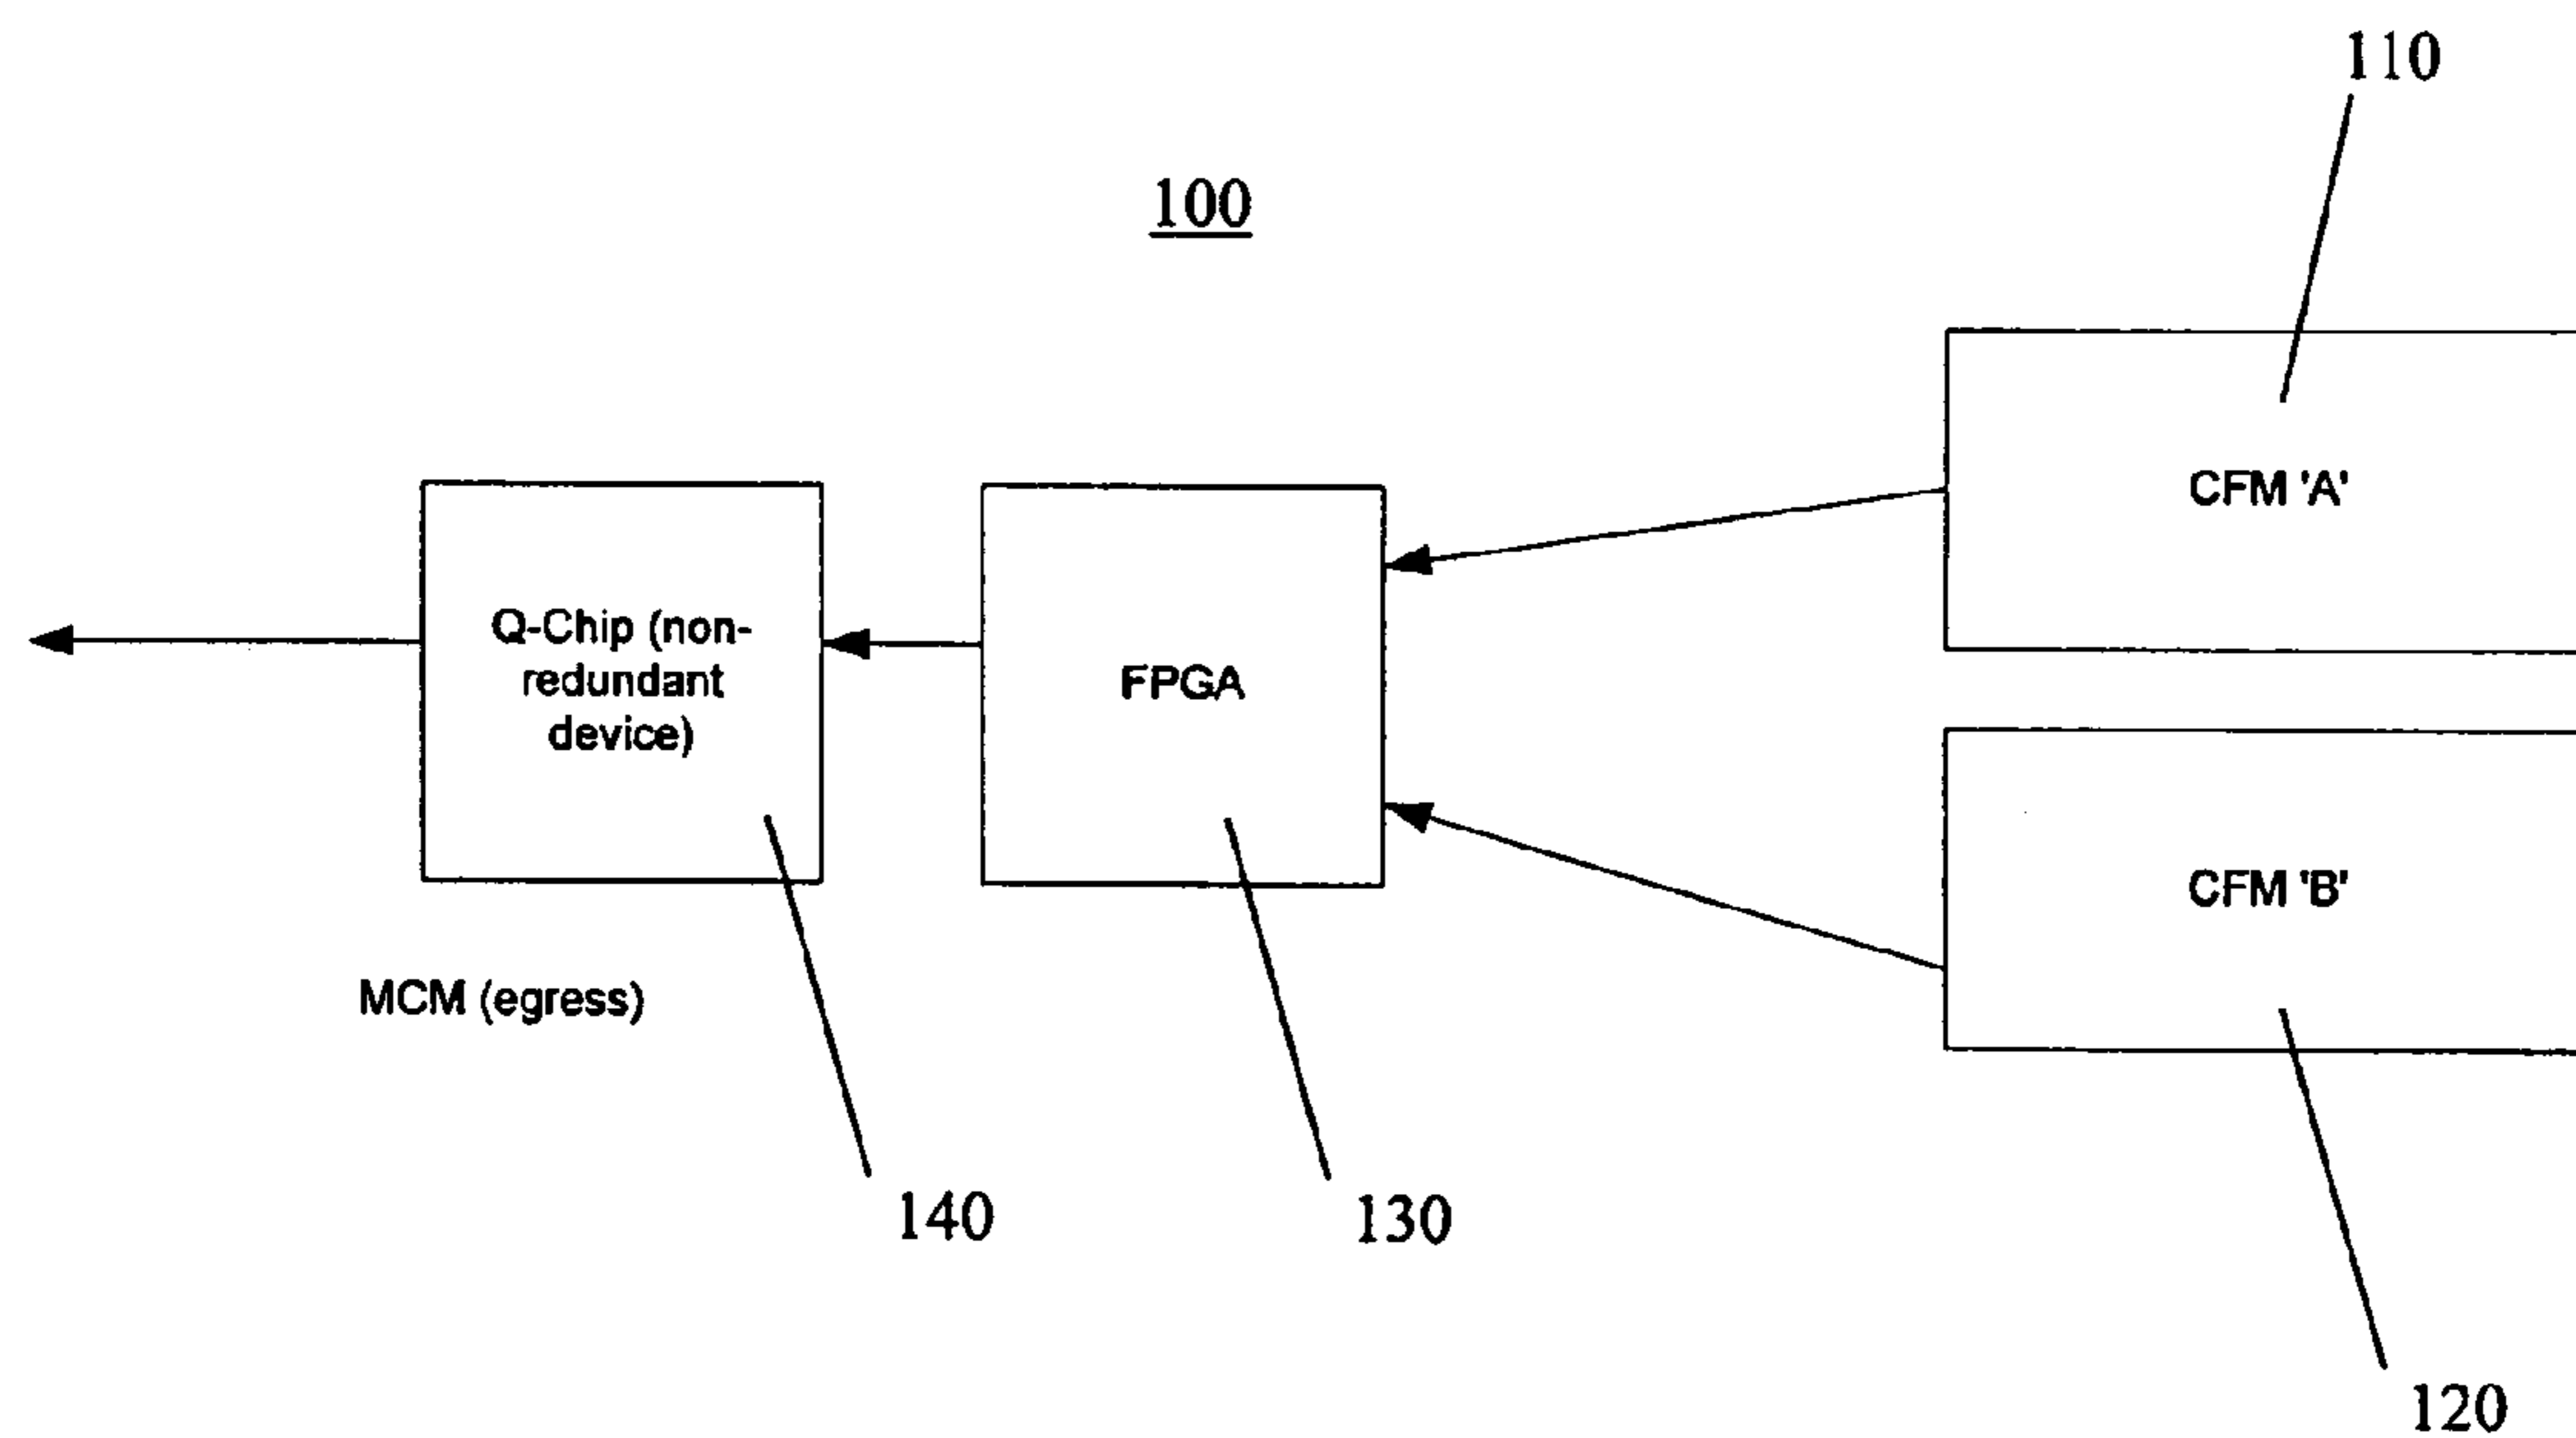 110
100
CFM 'A'
Q-Chip (non-
redundant
device)
FPGA
CFM 'B'
MCM (egress)
140
130
120